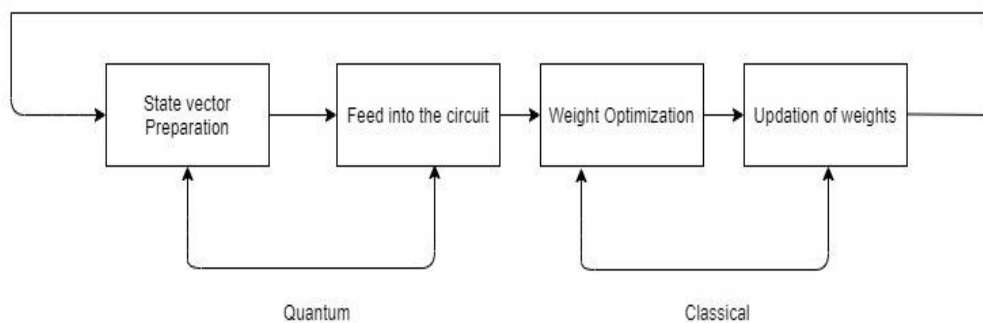 State vector
Preparation
Feed into the circuit
Weight Optimization
Updation of weights
Quantum
Classical